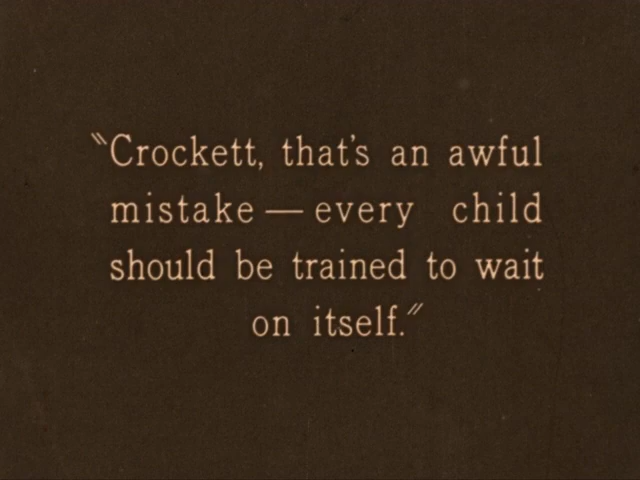 "Crockett, that's an awful
mistake — every child
should be trained to wait
on itself."